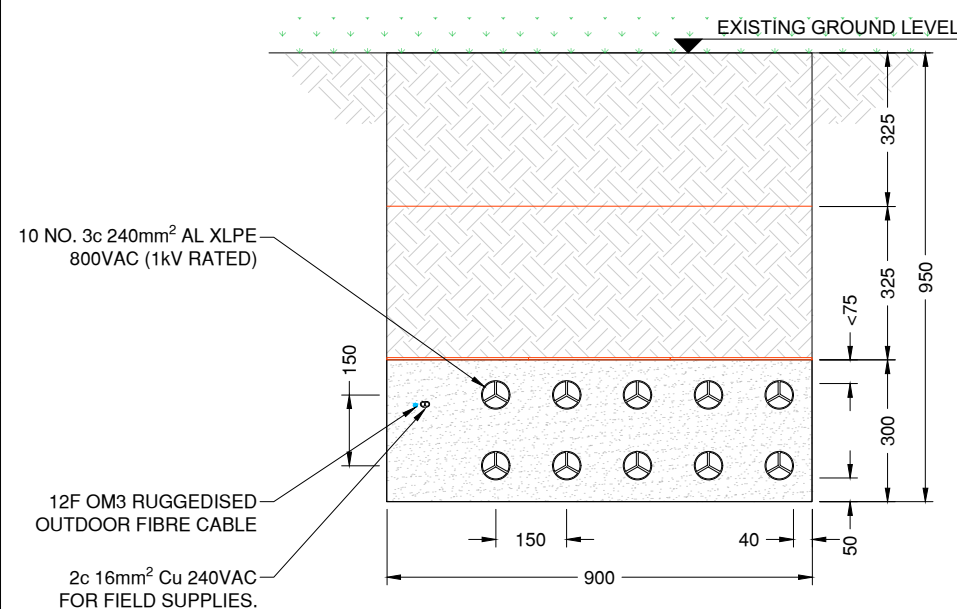 EXISTING GROUND LEVEL
325
10 NO. 3c 240mm² AL XLPE
800VAC (1kV RATED)
325
950
<75
150
300
12F OM3 RUGGEDISED
OUTDOOR FIBRE CABLE
150
40
50
2c 16mm² Cu 240VAC
FOR FIELD SUPPLIES.
900